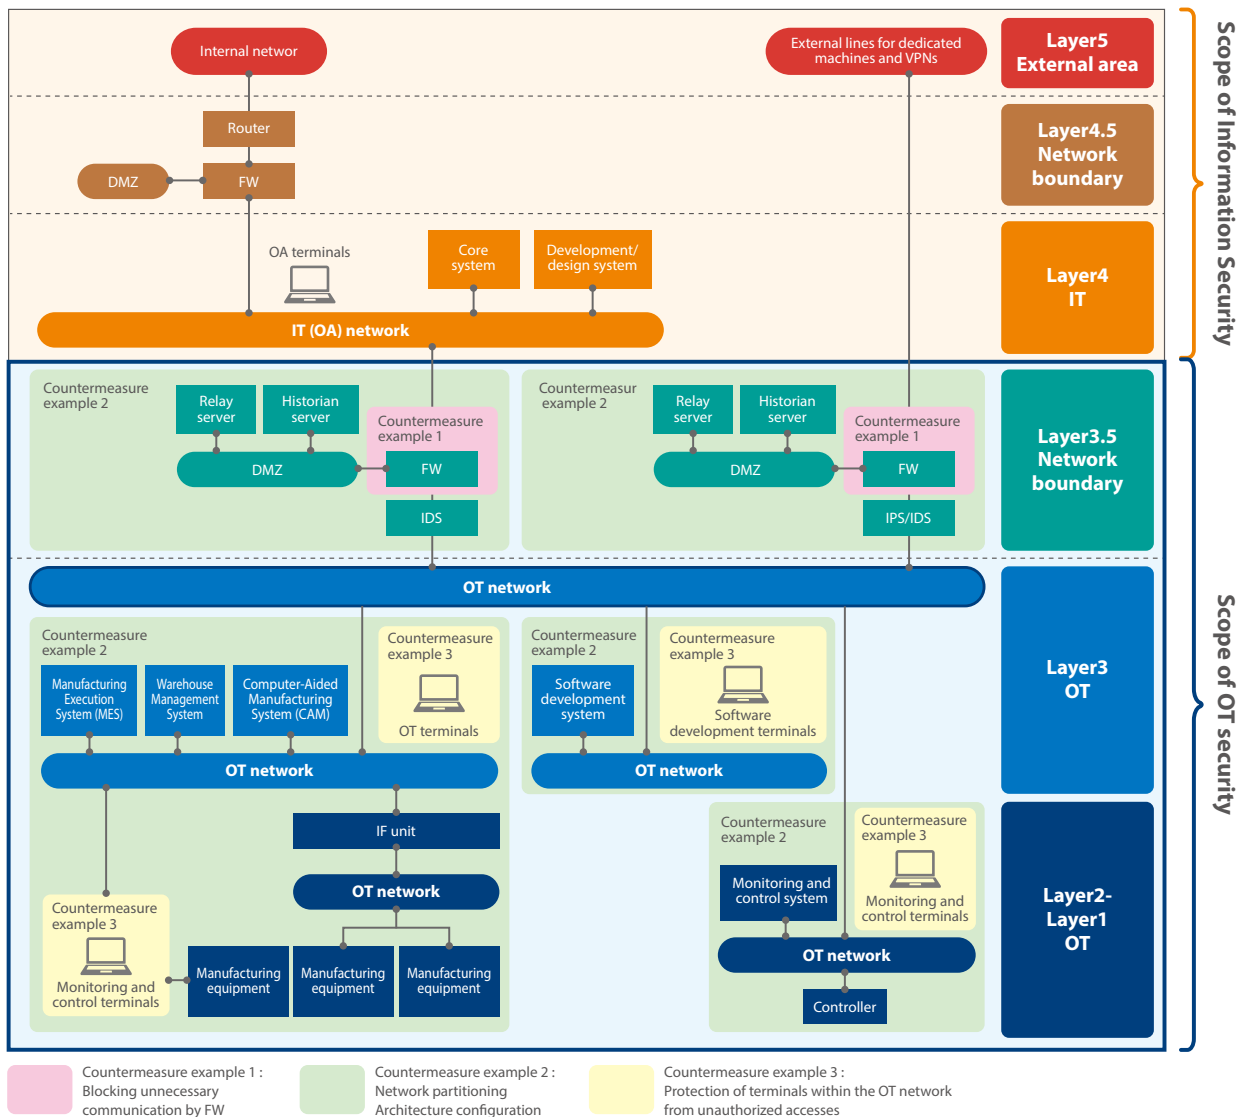 Internal networ
External lines for dedicated
machines and VPNs
Layer5
External area
Scope of Information Security
Router
DMZ
FW
Layer4.5
Network
boundary
OA terminals
Core
system
Development/
design system
Layer4
IT
IT (OA) network
Countermeasure
example 2
Relay
server
Historian
server
Countermeasure
example 1
DMZ
FW
IDS
Countermeasur
example 2
Relay
server
Historian
server
Countermeasure
example 1
DMZ
FW
IPS/IDS
Layer3.5
Network
boundary
Scope of OT security
OT network
Countermeasure
example 2
Manufacturing
Execution
System (MES)
Warehouse
Management
System
Computer-Aided
Manufacturing
System (CAM)
Countermeasure
example 3
OT terminals
OT network
Countermeasure
example 2
Software
development
system
Countermeasure
example 3
Software
development terminals
OT network
Layer3
OT
IF unit
OT network
Countermeasure
example 3
Monitoring and
control terminals
Manufacturing
equipment
Manufacturing
equipment
Manufacturing
equipment
Countermeasure
example 2
Monitoring and
control system
Countermeasure
example 3
Monitoring and
control terminals
OT network
Controller
Layer2-
Layer1
OT
Countermeasure example 1 :
Blocking unnecessary
communication by FW
Countermeasure example 2 :
Network partitioning
Architecture configuration
Countermeasure example 3 :
Protection of terminals within the OT network
from unauthorized accesses